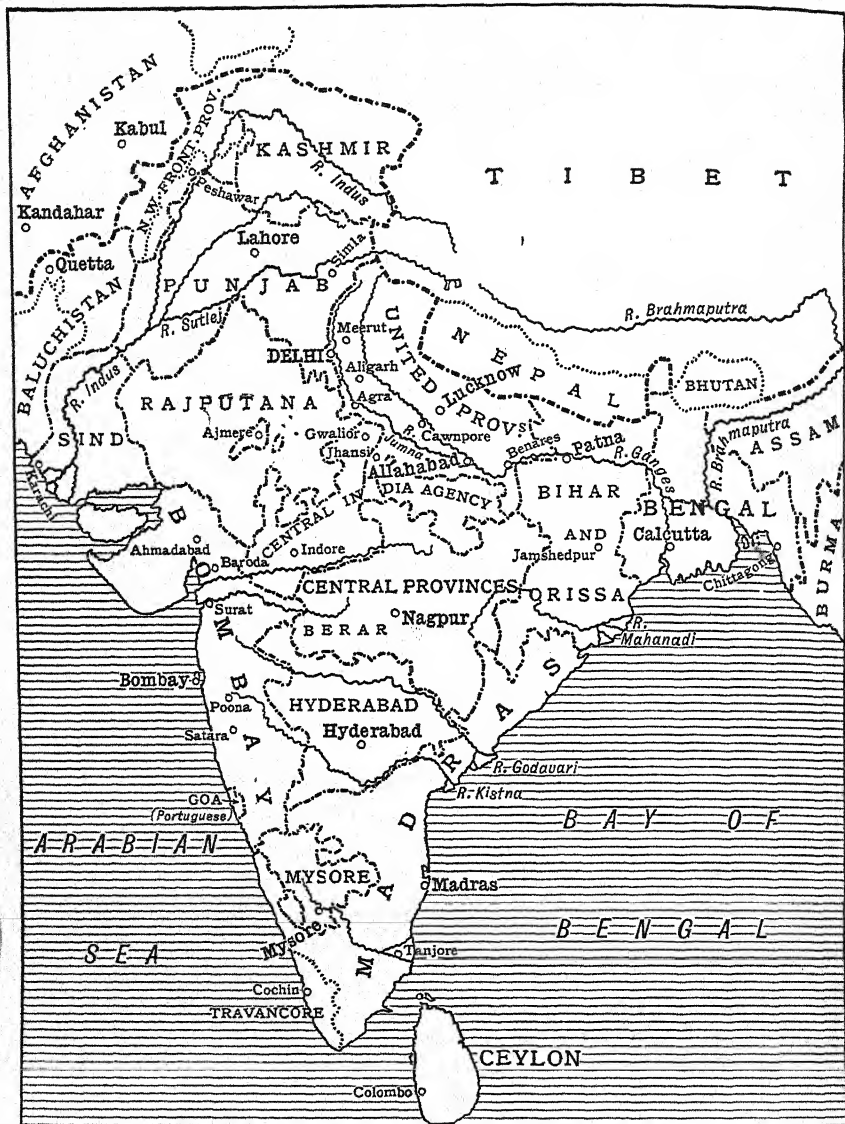 AFGHANISTAN
Kabul
Kandahar
Quetta
BALUCHISTAN
N.W. FRONT PROV.
Peshawar
KASHMIR
R. Indus
TIBET
Lahore
Simla
PUNJAB
R. Sutlej
R. Indus
SIND
Karachi
RAJPUTANA
Ajmere
DELHI
Meerut
Aligarh
Agra
UNITED PROVS
NEPAL
Lucknow
Cawnpore
Gwalior
Jhansi
R. Jumna
Allahabad
Benares
Patna
R. Ganges
R. Brahmaputra
BHUTAN
R. Brahmaputra
ASSAM
BENGAL
Calcutta
Chittagong
BURMA
BIHAR
AND
ORISSA
Jamshedpur
CENTRAL INDIA AGENCY
Indore
Ahmadabad
Baroda
Surat
BOMBAY
CENTRAL PROVINCES
Nagpur
BERAR
R.
Mahanadi
Bombay
Poona
Satara
HYDERABAD
Hyderabad
R. Godavari
R. Kistna
GOA
(Portuguese)
ARABIAN
SEA
BAY OF
BENGAL
MYSORE
Mysore
MADRAS
Madras
Tanjore
Cochin
TRAVANCORE
CEYLON
Colombo